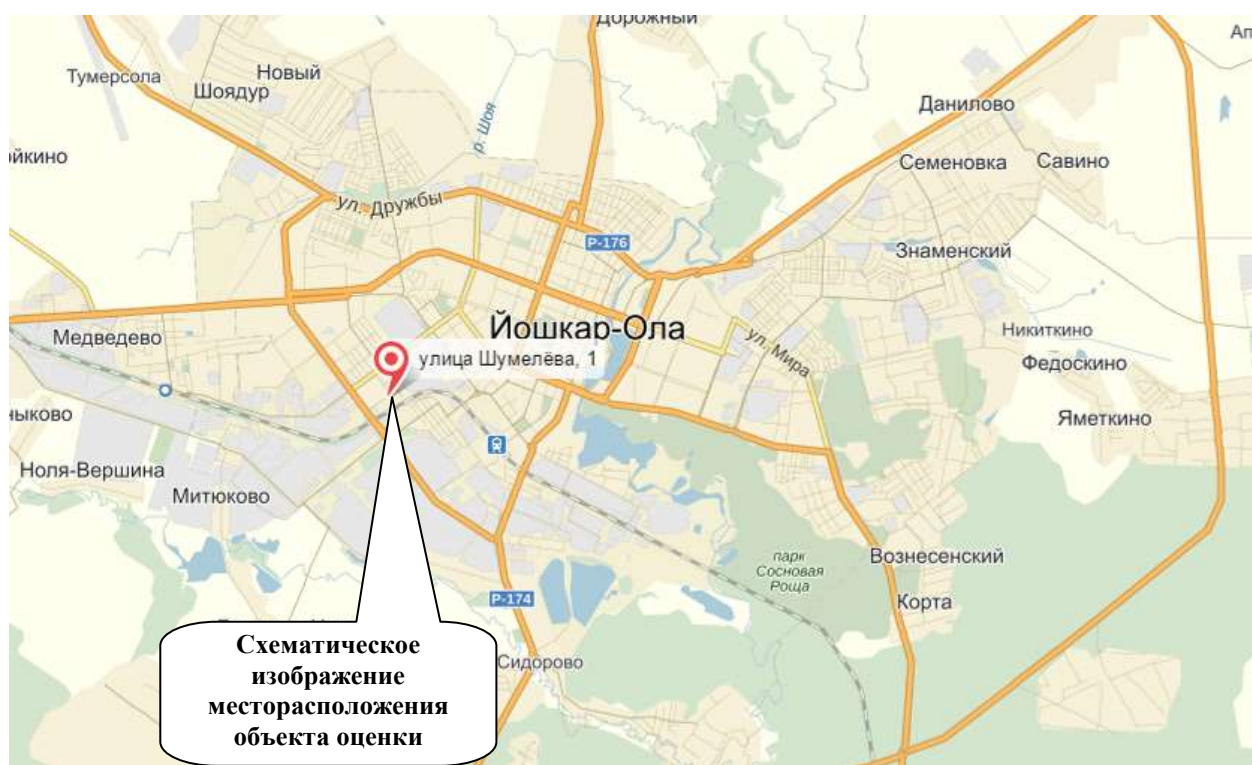 Дорожный
Ап
Тумерсола
Новый
Шоядур
р. Шоя
Данилово
ойкино
Семеновка
Савино
ул. Дружбы
Р-176
Знаменский
Йошкар-Ола
Медведево
улица Шумелёва, 1
ул. Мира
Никиткино
Федоскино
ныково
Яметкино
Ноля-Вершина
Митюково
парк
Сосновая
Роща
Вознесенский
Р-174
Корта
Сидорово
Схематическое
изображение
месторасположения
объекта оценки